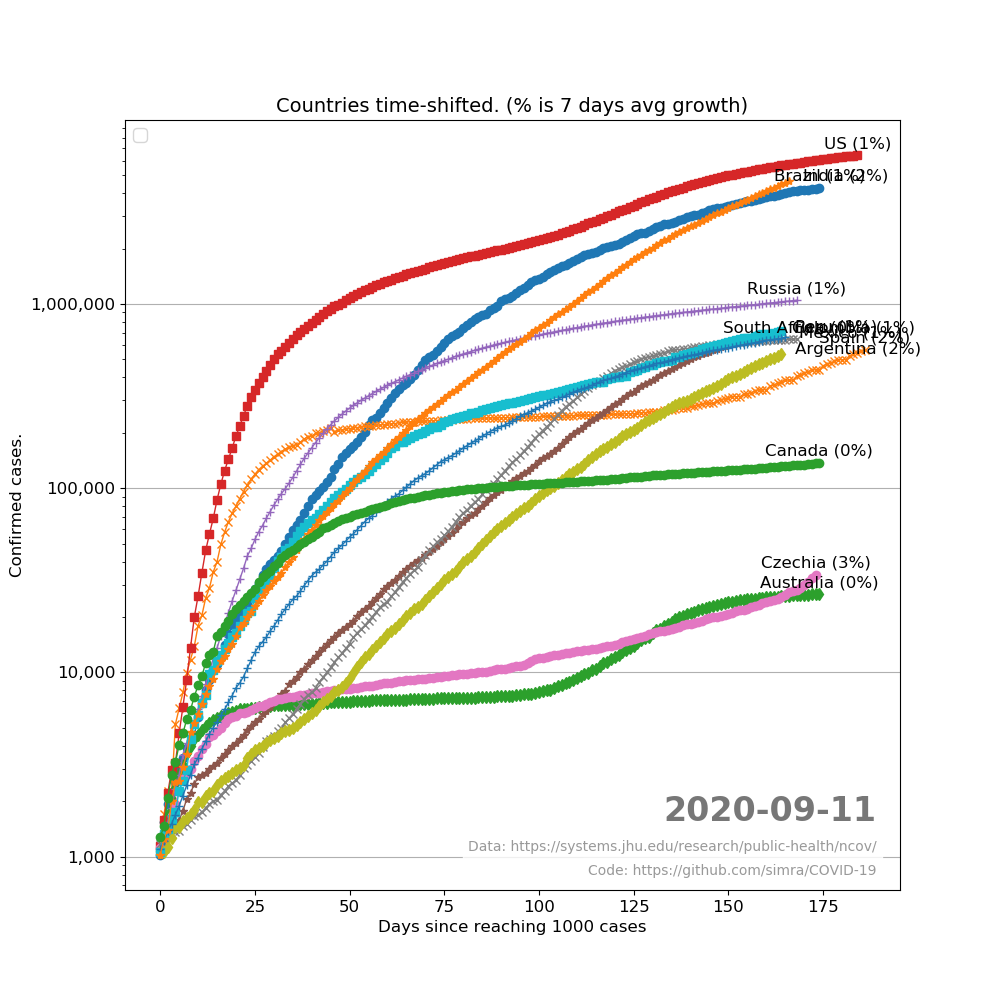 Countries time-shifted. (% is 7 days avg growth)
US (1%)
Brazil (1%)
India (2%)
Russia (1%)
South Africa (0%)
(1%)
Spain (2%)
Argentina (2%)
Canada (0%)
Czechia (3%)
Australia (0%)
1,000,000
100,000
10,000
1,000
Confirmed cases.
2020-09-11
Data: https://systems.jhu.edu/research/public-health/ncov/
Code: https://github.com/simra/COVID-19
0 25 50 75 100 125 150 175
Days since reaching 1000 cases